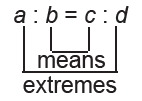 a : b = c : d
means
extremes